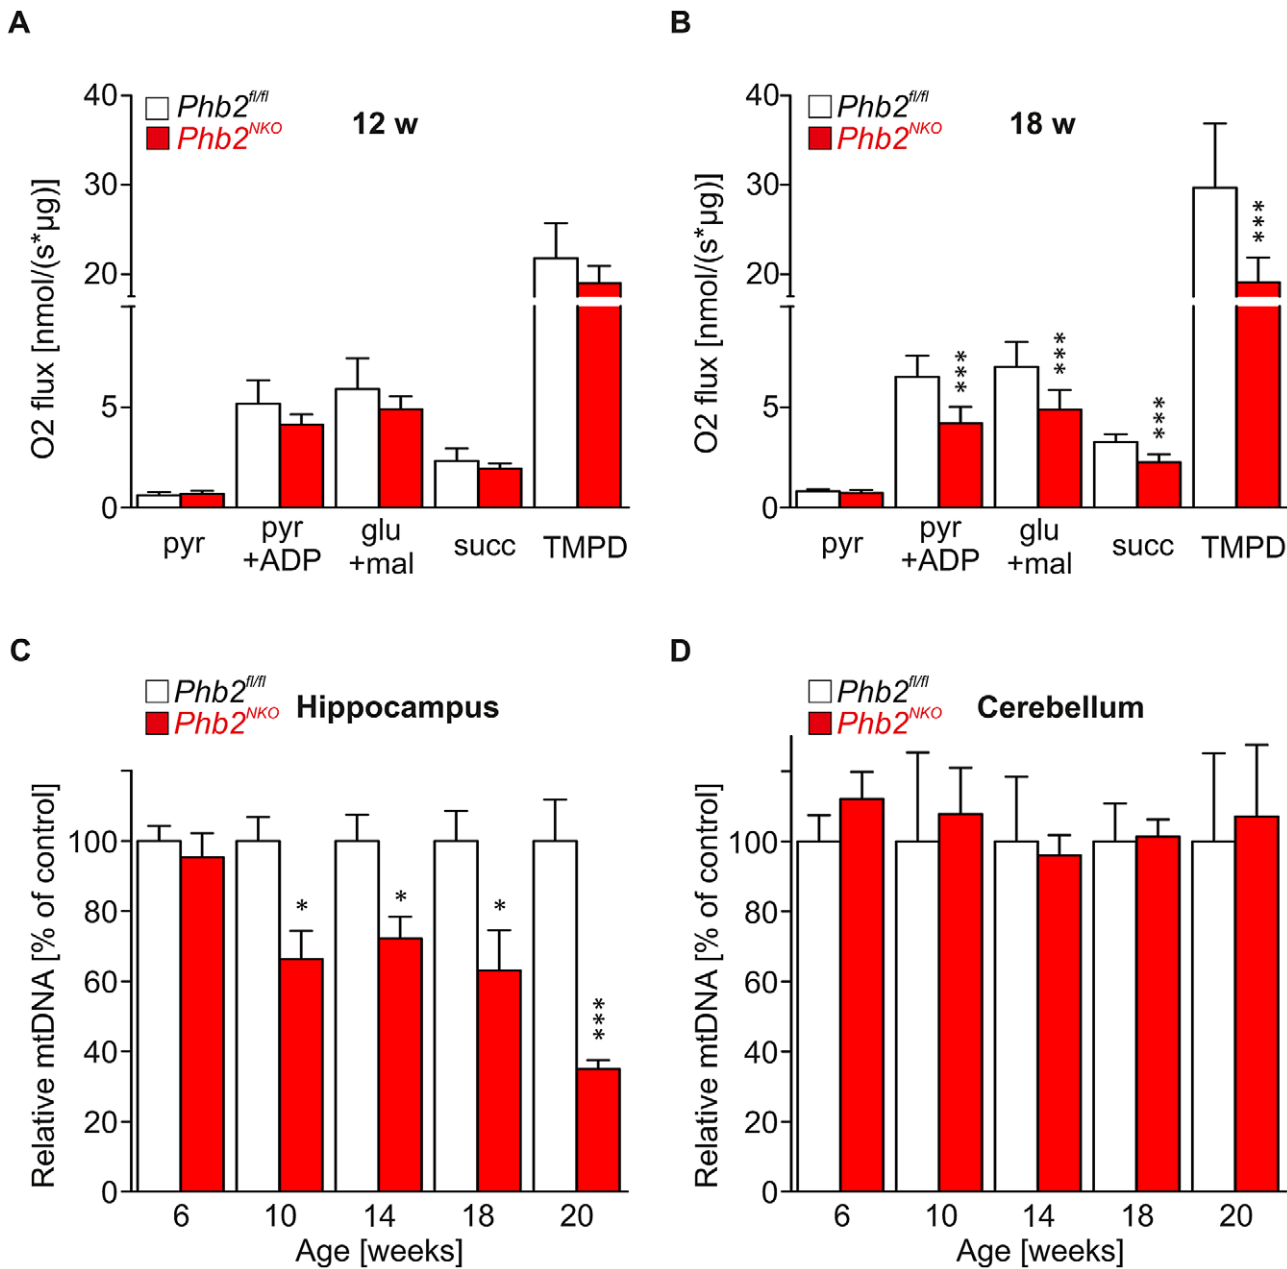 A
Phb2fl/fl
Phb2NKO
12 w
O2 flux [nmol/(s*µg)]
40
30
20
5
0
pyr
pyr
+ADP
glu
+mal
succ
TMPD
B
Phb2fl/fl
Phb2NKO
18 w
O2 flux [nmol/(s*µg)]
40
30
20
5
0
***
***
***
***
pyr
pyr
+ADP
glu
+mal
succ
TMPD
C
Phb2fl/fl
Phb2NKO
Hippocampus
Relative mtDNA [% of control]
100
80
60
40
20
0
*
*
*
***
6
10
14
18
20
Age [weeks]
D
Phb2fl/fl
Phb2NKO
Cerebellum
Relative mtDNA [% of control]
100
80
60
40
20
0
6
10
14
18
20
Age [weeks]